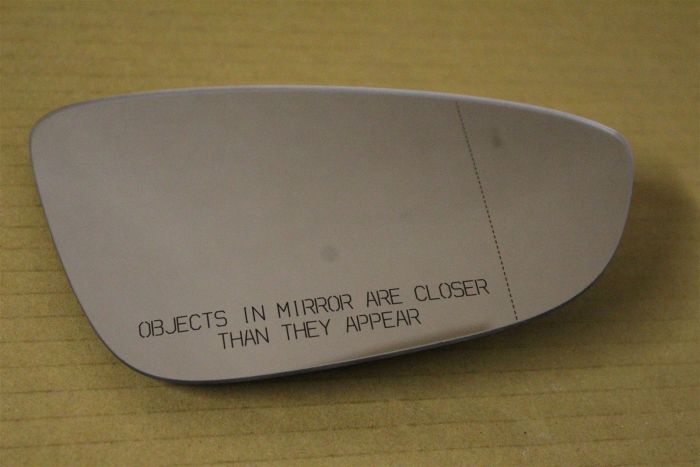 OBJECTS IN MIRROR ARE CLOSER
THAN THEY APPEAR